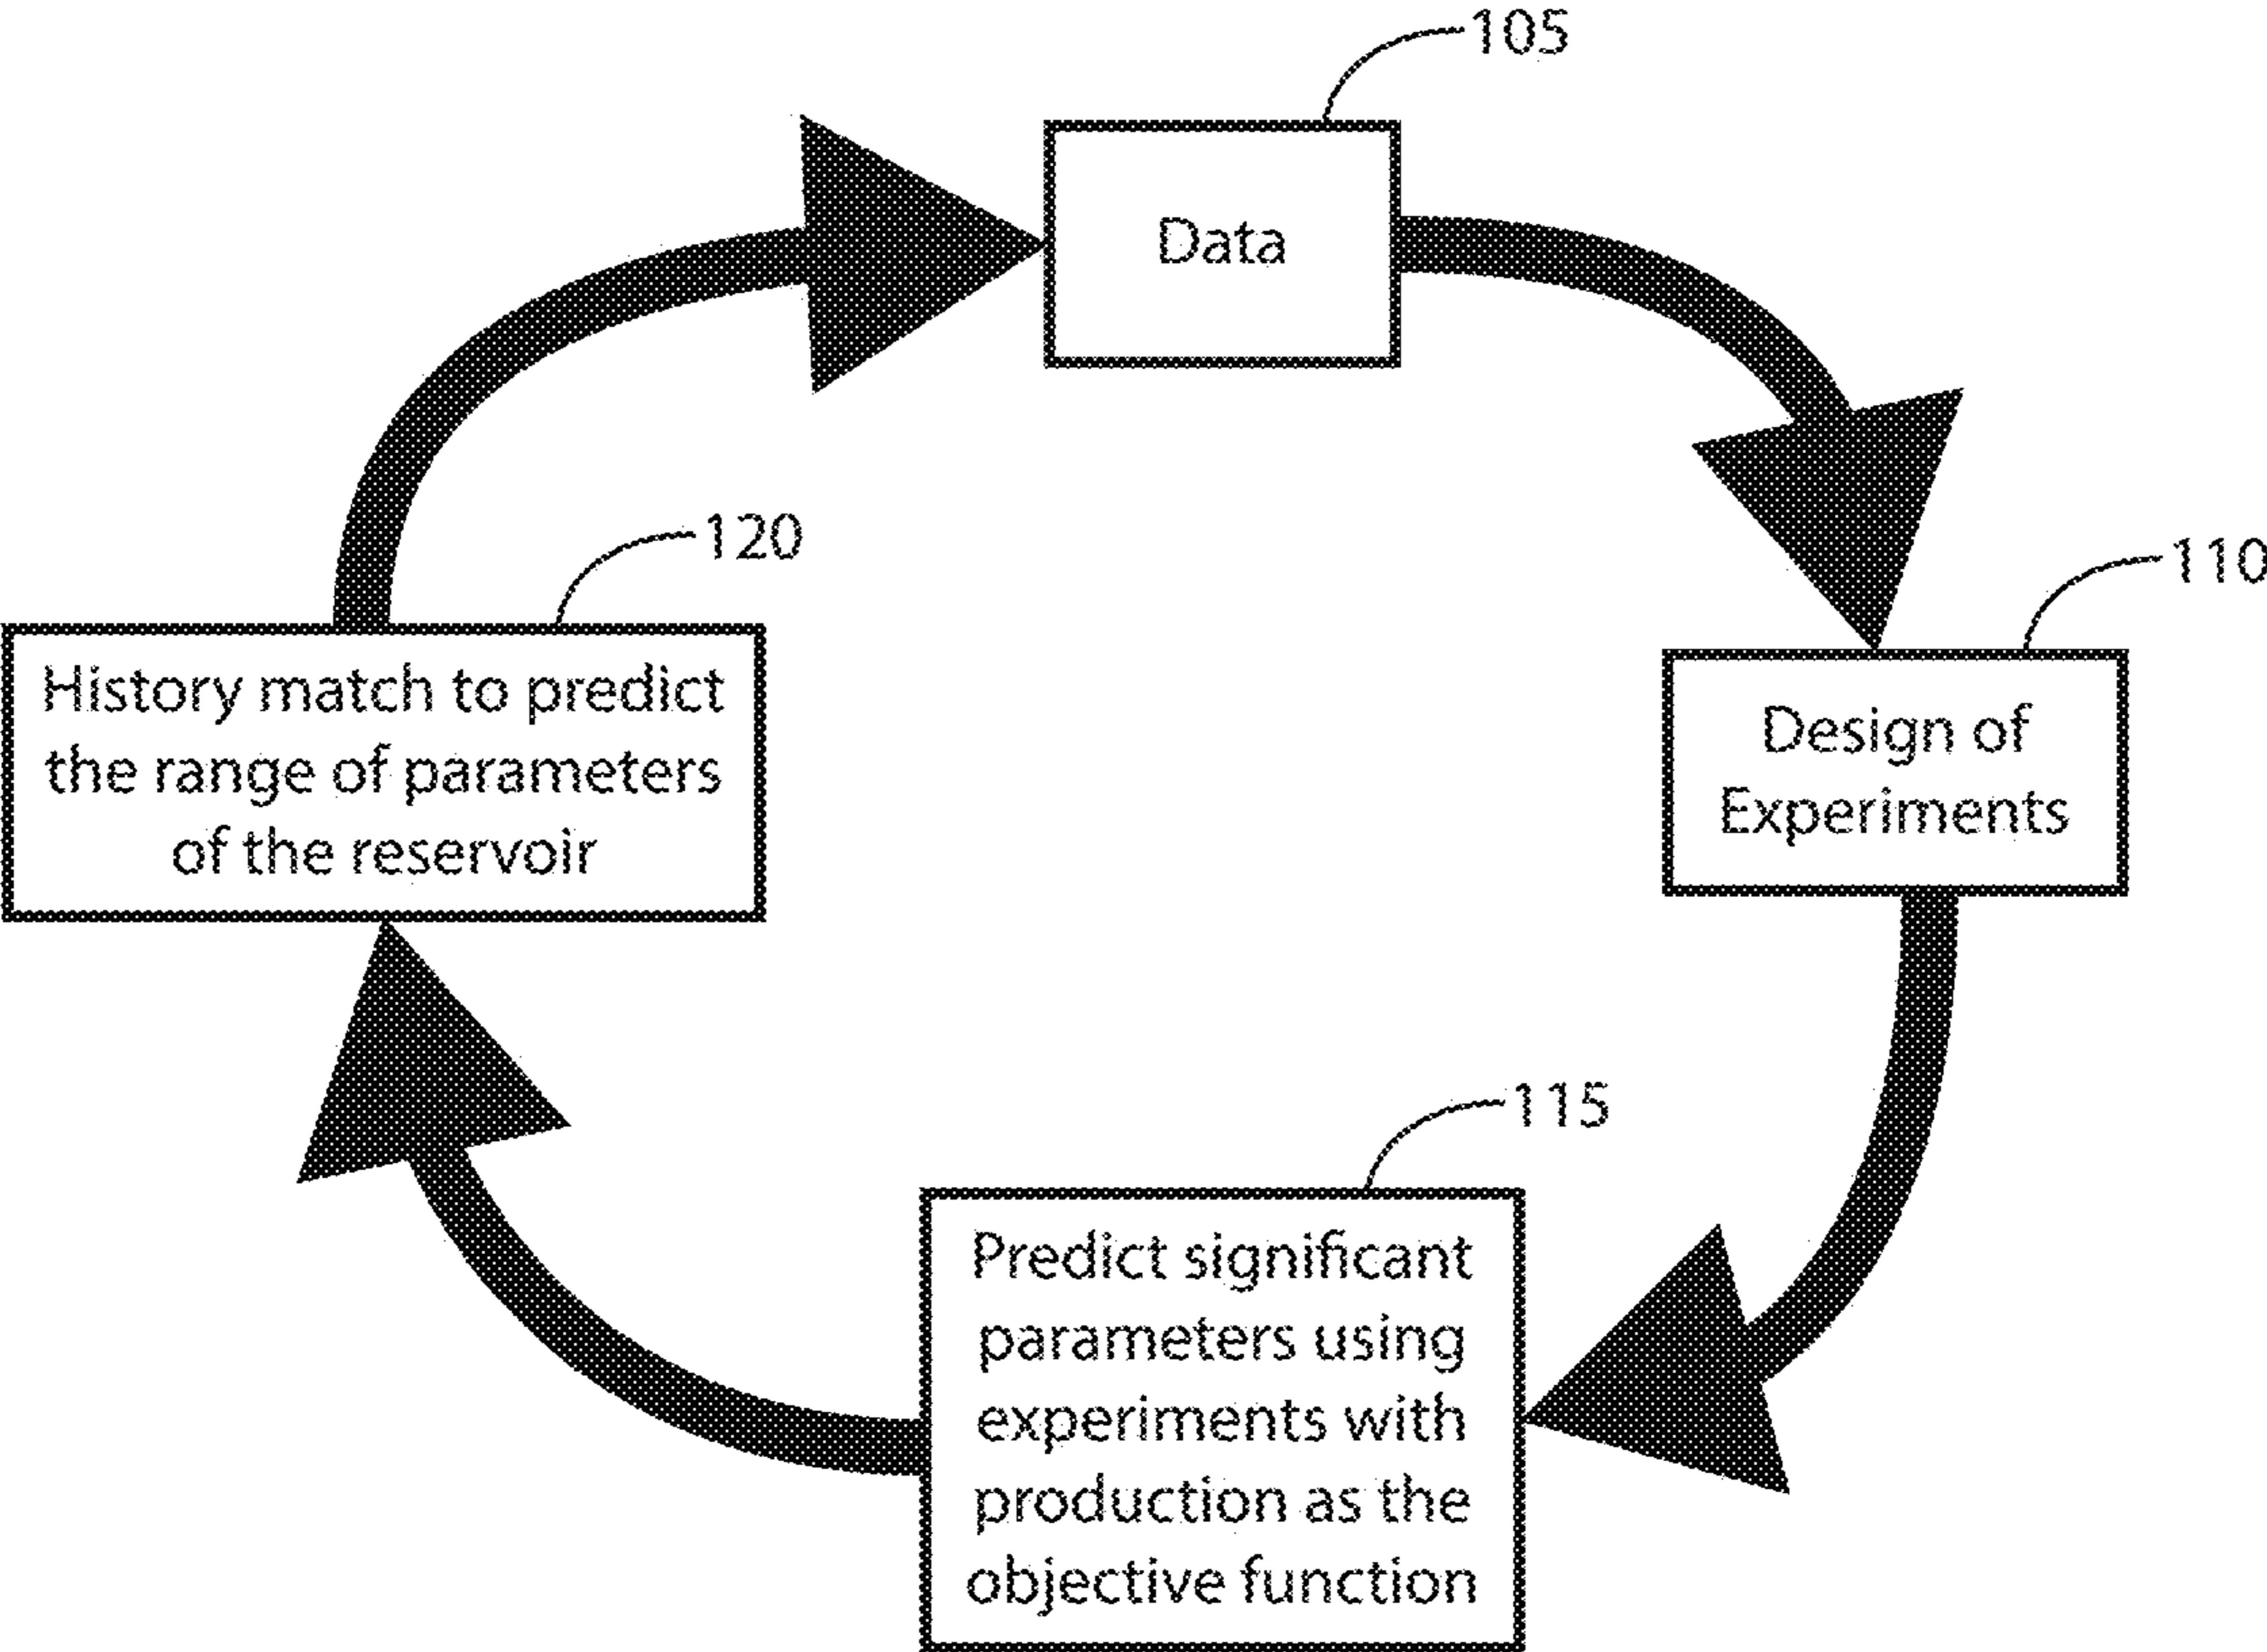 105
Data
120
History match to predict
the range of parameters
of the reservoir
110
Design of
Experiments
115
Predict significant
parameters using
experiments with
production as the
objective function